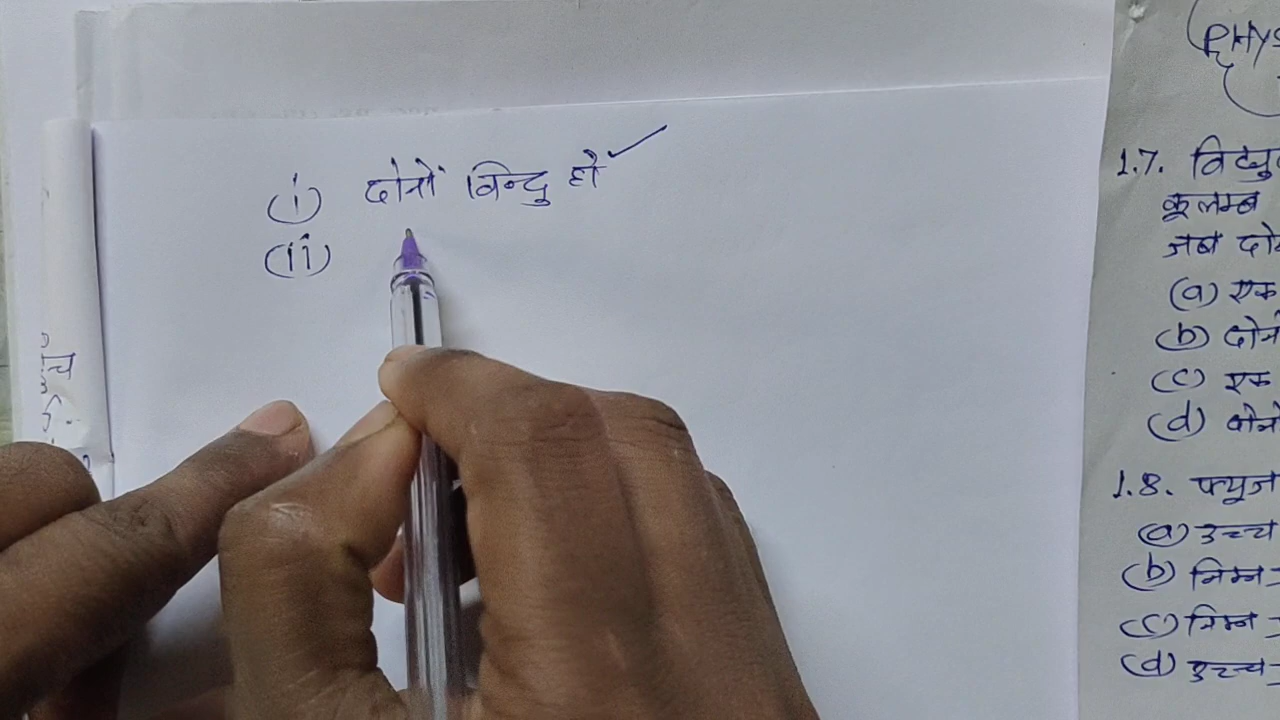 (i) दोनों बिन्दु हों
(ii)
PHYS
1.7. विद्यु
कूलम्ब
जब दो
(a) एक
(b) दोनो
(c) एक
(d) दोनो
1.8. फ्यूज
(a) उच्च
(b) निम्न
(c) निम्न
(d) उच्च